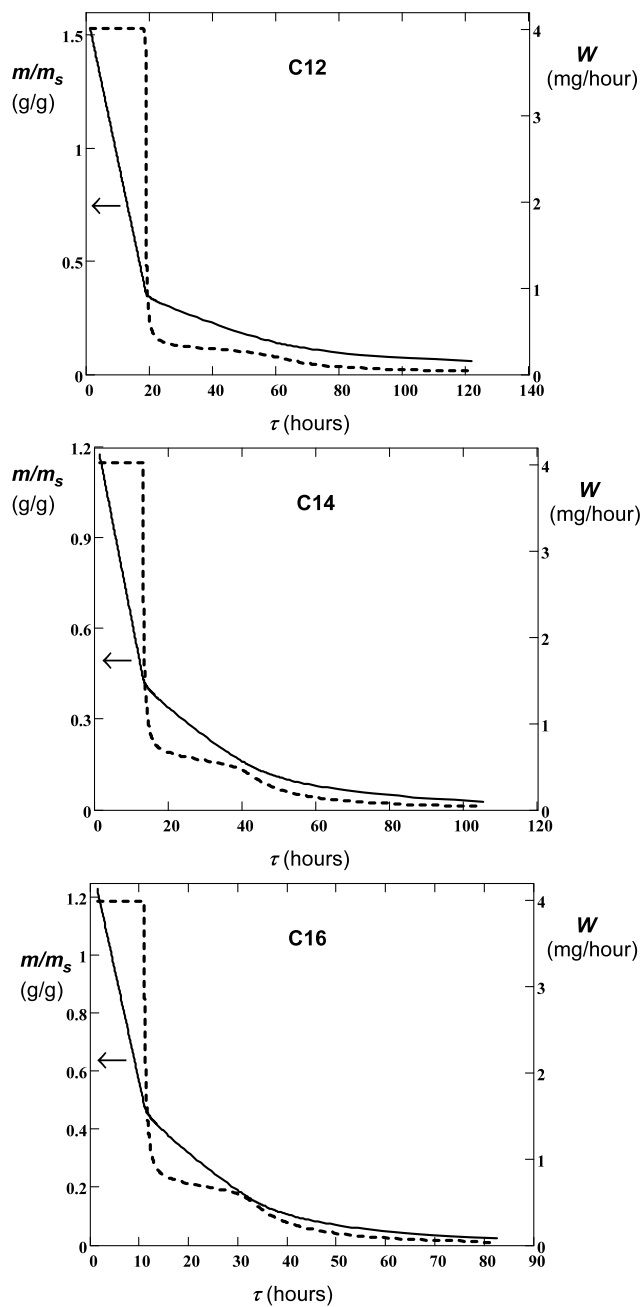 1.5
1
0.5
0
m/ms
(g/g)
C12
W
(mg/hour)
4
3
2
1
0
0 20 40 60 80 100 120 140
τ (hours)
1.2
0.9
0.6
0.3
0
m/ms
(g/g)
C14
W
(mg/hour)
4
3
2
1
0
0 20 40 60 80 100 120
τ (hours)
1.2
1
0.8
0.6
0.4
0.2
0
m/ms
(g/g)
C16
W
(mg/hour)
4
3
2
1
0
0 10 20 30 40 50 60 70 80 90
τ (hours)